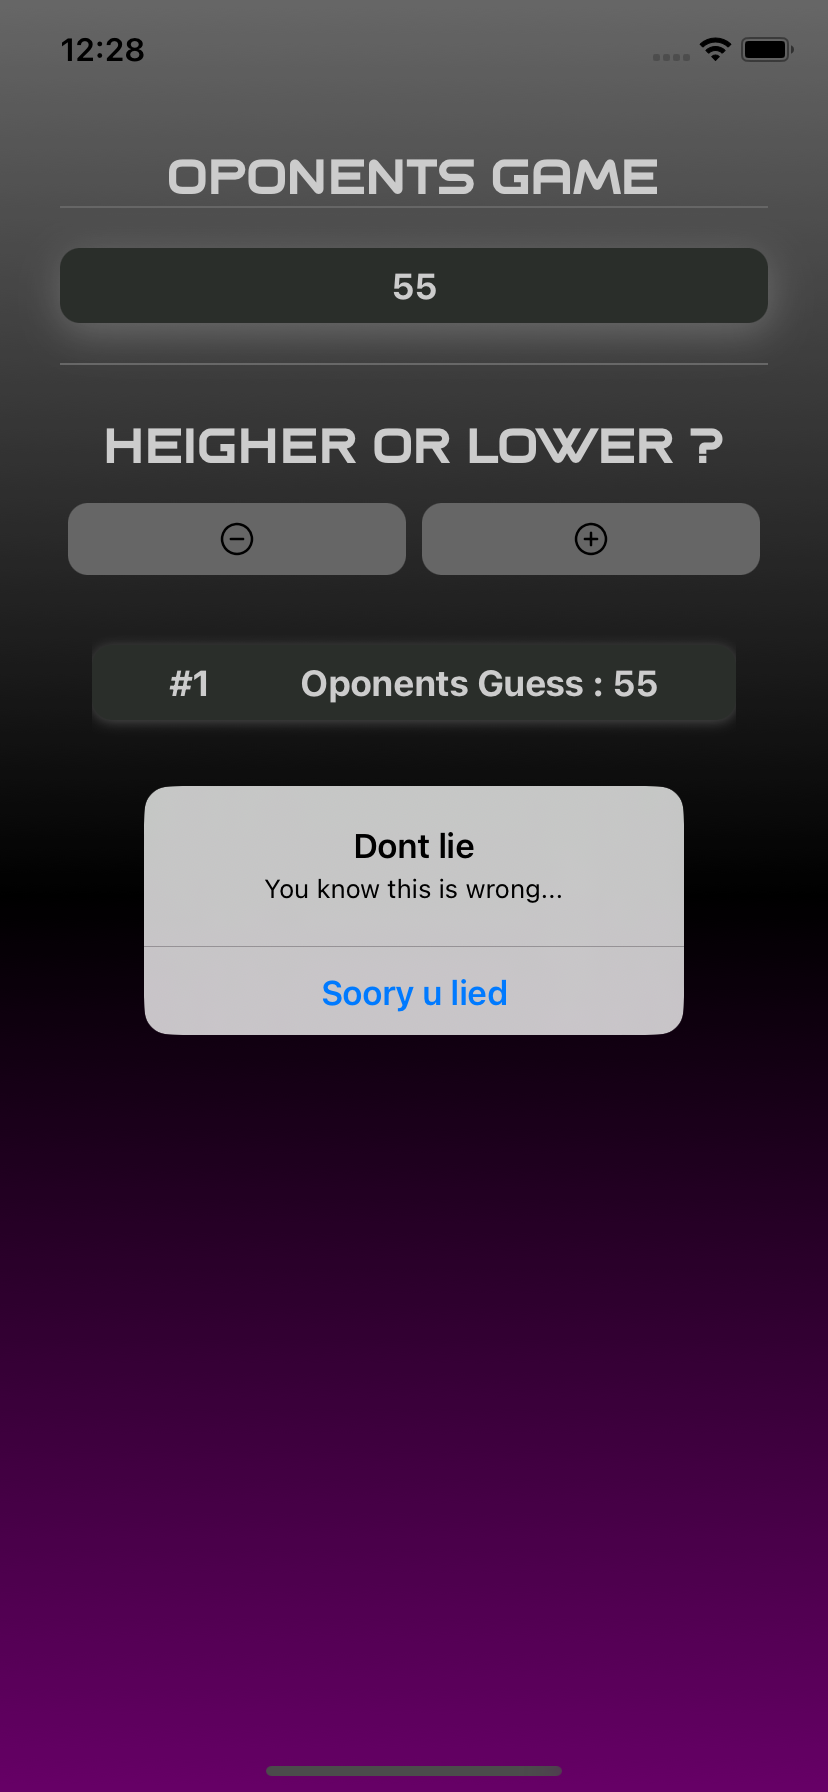 12:28
OPONENTS GAME
55
HEIGHER OR LOWER ?
#1 Oponents Guess : 55
Dont lie
You know this is wrong...
Soory u lied